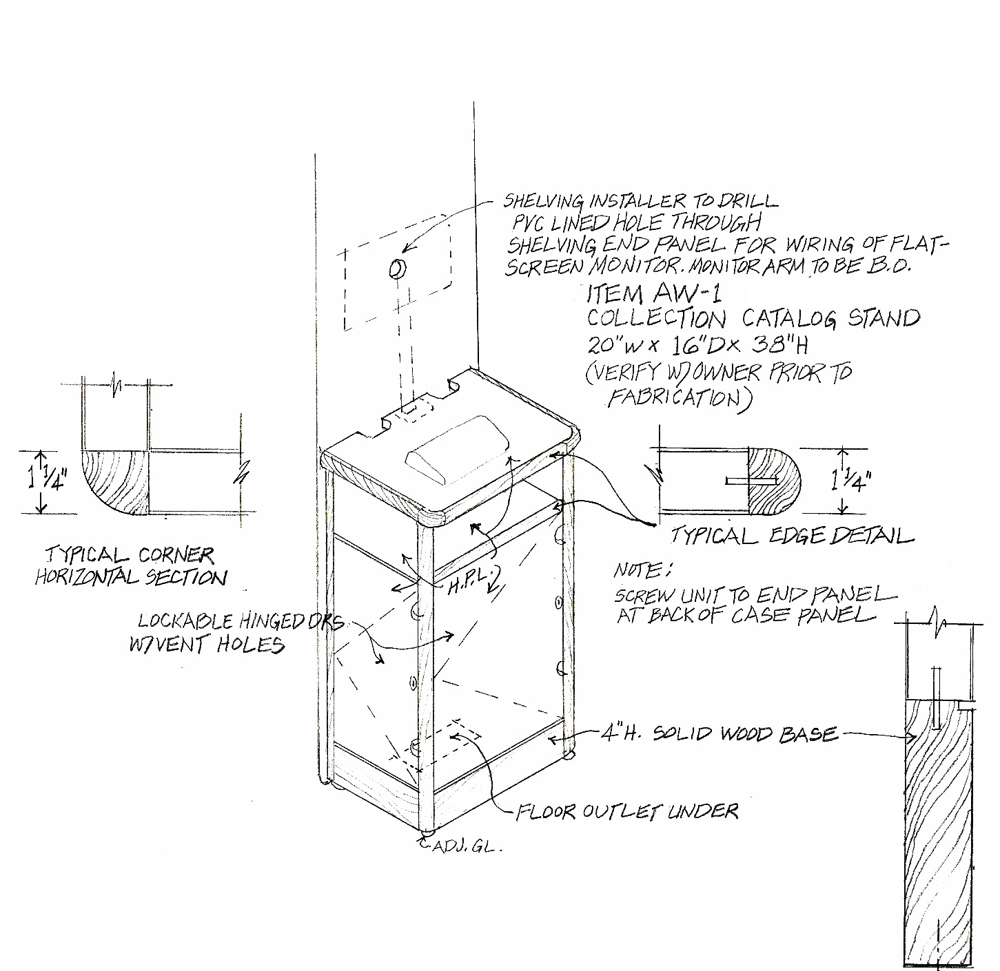 SHELVING INSTALLER TO DRILL
PVC LINED HOLE THROUGH
SHELVING END PANEL FOR WIRING OF FLAT-
SCREEN MONITOR. MONITOR ARM TO BE B.O.
ITEM AW-1
COLLECTION CATALOG STAND
20"W x 16"D x 38"H
(VERIFY W/OWNER PRIOR TO
FABRICATION)
1 1/4"
1 1/4"
TYPICAL EDGE DETAIL
TYPICAL CORNER
HORIZONTAL SECTION
NOTE:
SCREW UNIT TO END PANEL
AT BACK OF CASE PANEL
H.P.L.
LOCKABLE HINGED DRS
W/VENT HOLES
4"H. SOLID WOOD BASE
FLOOR OUTLET UNDER
ADJ. GL.